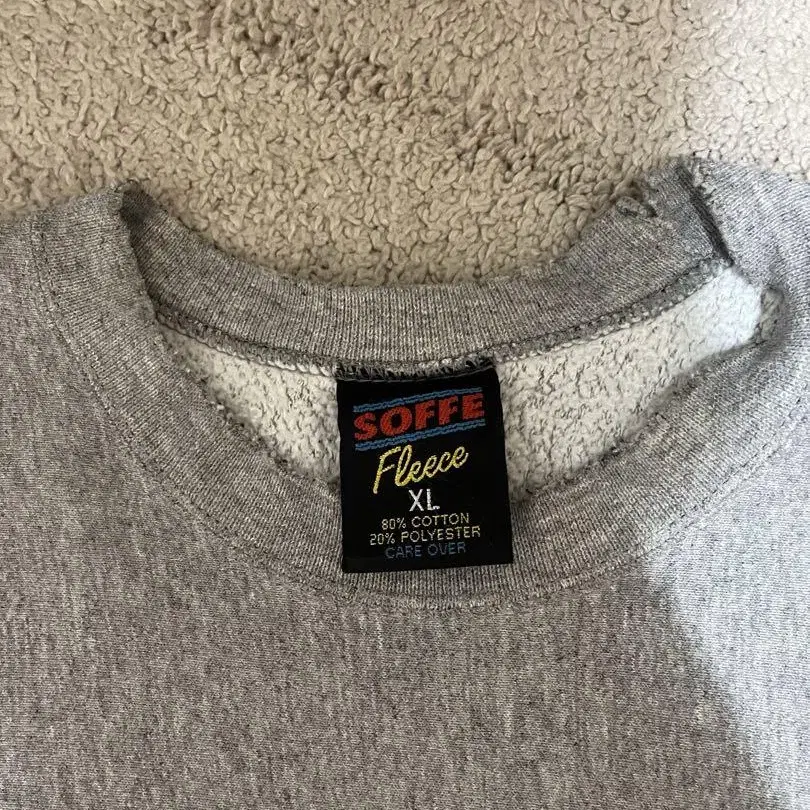 SOFFE
Fleece
XL
80% COTTON
20% POLYESTER
CARE OVER